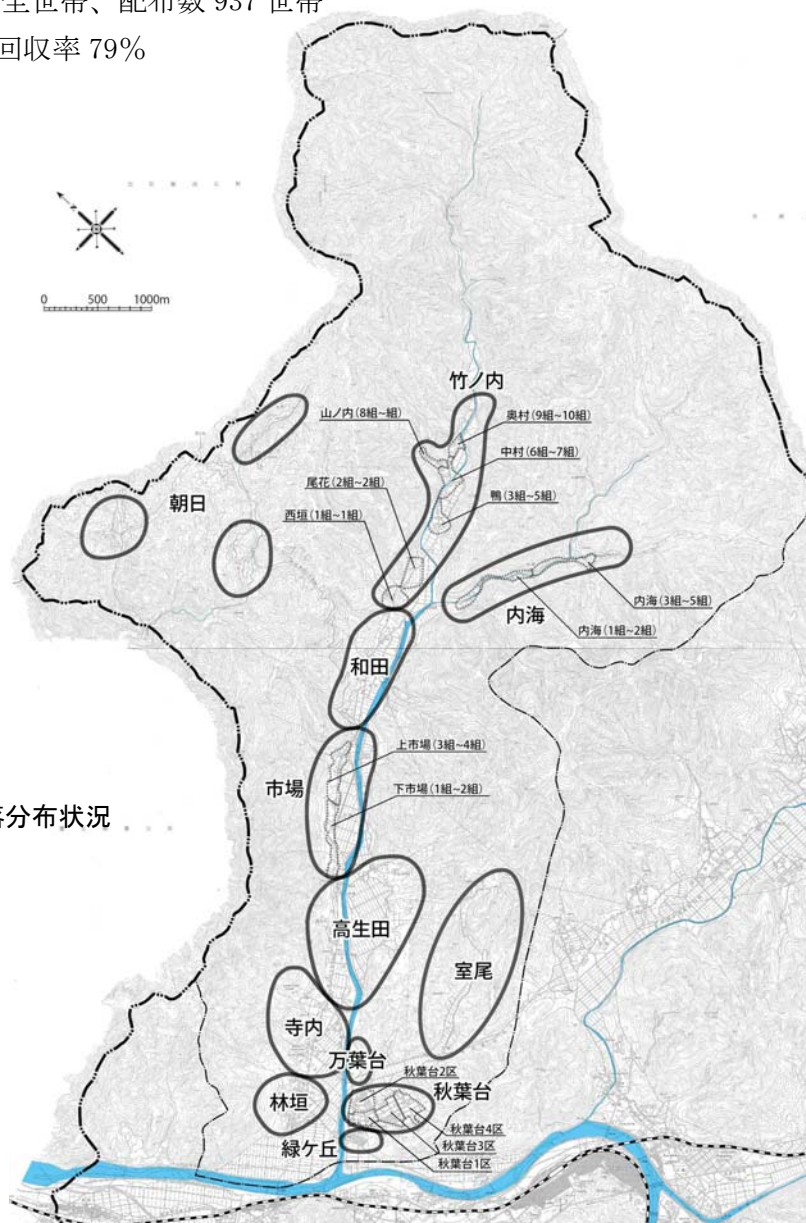 全世帯、配布数 937 世帯
回収率 79%
0 500 1000m
竹ノ内
山ノ内(8組~組)
奥村(9組~10組)
中村(6組~7組)
尾花(2組~2組)
鴨(3組~5組)
西垣(1組~1組)
朝日
内海(3組~5組)
内海
内海(1組~2組)
和田
上市場(3組~4組)
市場
下市場(1組~2組)
落分布状況
高生田
室尾
寺内
万葉台
秋葉台2区
秋葉台
林垣
秋葉台4区
緑ケ丘
秋葉台3区
秋葉台1区